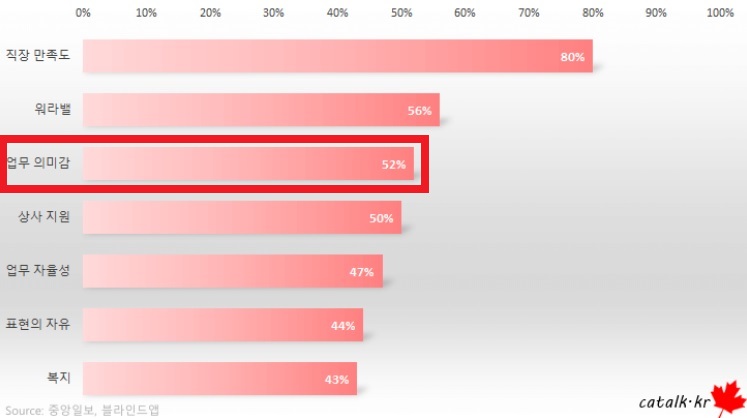 0% 10% 20% 30% 40% 50% 60% 70% 80% 90% 100%
직장 만족도 80%
워라밸 56%
업무 의미감 52%
상사 지원 50%
업무 자율성 47%
표현의 자유 44%
복지 43%
Source: 중앙일보, 블라인드앱
catalk·kr